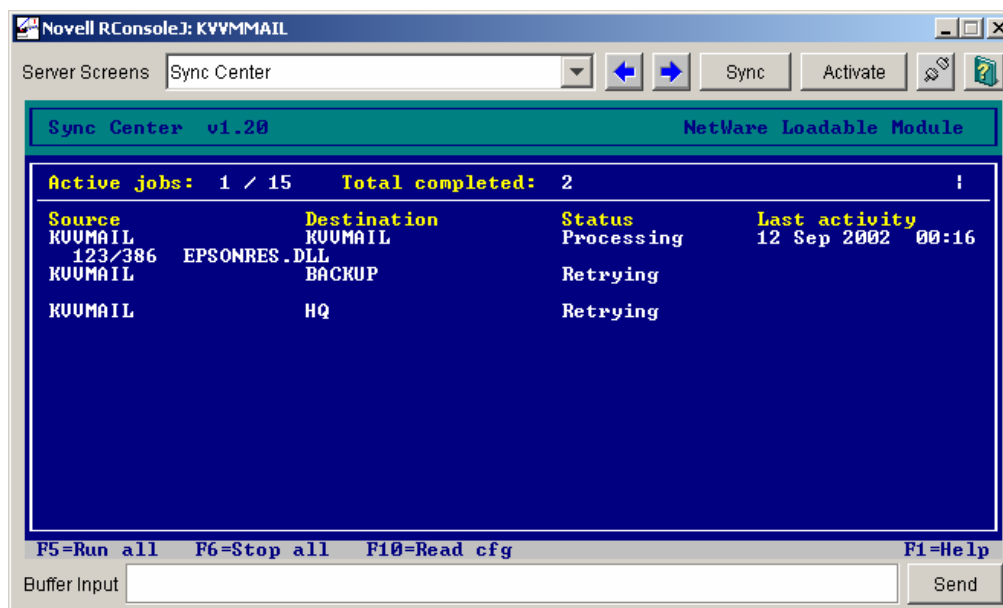 Novell RConsoleJ: KVVMMAIL
Server Screens Sync Center Sync Activate
Sync Center v1.20 NetWare Loadable Module
Active jobs: 1 / 15 Total completed: 2
Source Destination Status Last activity
KVVMAIL KVVMAIL Processing 12 Sep 2002 00:16
123/386 EPSONRES.DLL
KVVMAIL BACKUP Retrying
KVVMAIL HQ Retrying
F5=Run all F6=Stop all F10=Read cfg F1=Help
Buffer Input Send